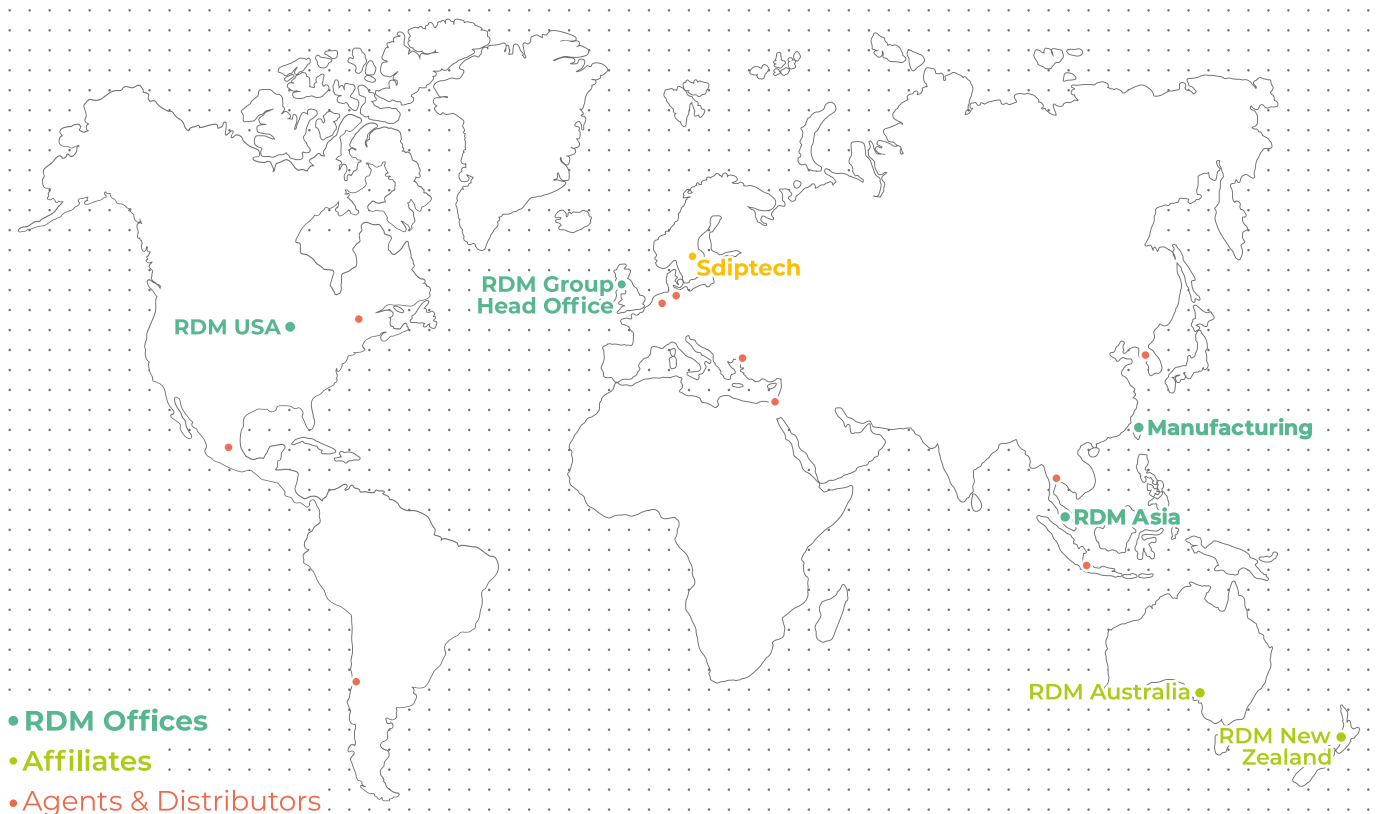 Sdiptech
RDM Group
Head Office
RDM USA
Manufacturing
RDM Asia
RDM Australia
RDM New
Zealand
RDM Offices
Affiliates
Agents & Distributors